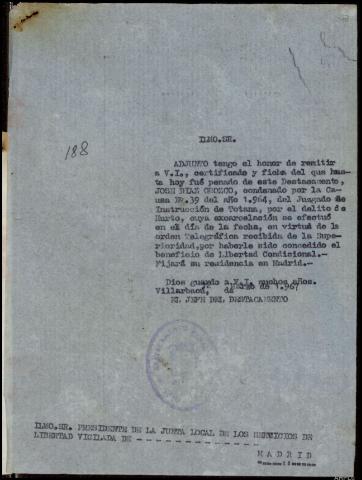 188
ILMO.SR.
ADJUNTO tengo el honor de remitir
a V.I., certificado y ficha del que has-
ta hoy fué penado de este Destacamento,
JOSE DIAZ OROZCO, condenado por la Cau-
sa Nº.39 del año 1.964, del Juzgado de
Instrucción de Totana, por el delito de
Hurto, cuya excarcelación se efectuó
en el día de la fecha, en virtud de la
orden Telegráfica recibida de la Supe-
rioridad,por haberle sido concedido el
beneficio de Libertad Condicional.-
Fijará su residencia en Madrid.-
Dios guarde a V.I. muchos años.
Villarbacú, de de 1.967
EL JEFE DEL DESTACAMENTO
ILMO.SR. PRESIDENTE DE LA JUNTA LOCAL DE LOS SERVICIOS DE
LIBERTAD VIGILADA DE - - - - - - - - - - - - - -
M A D R I D